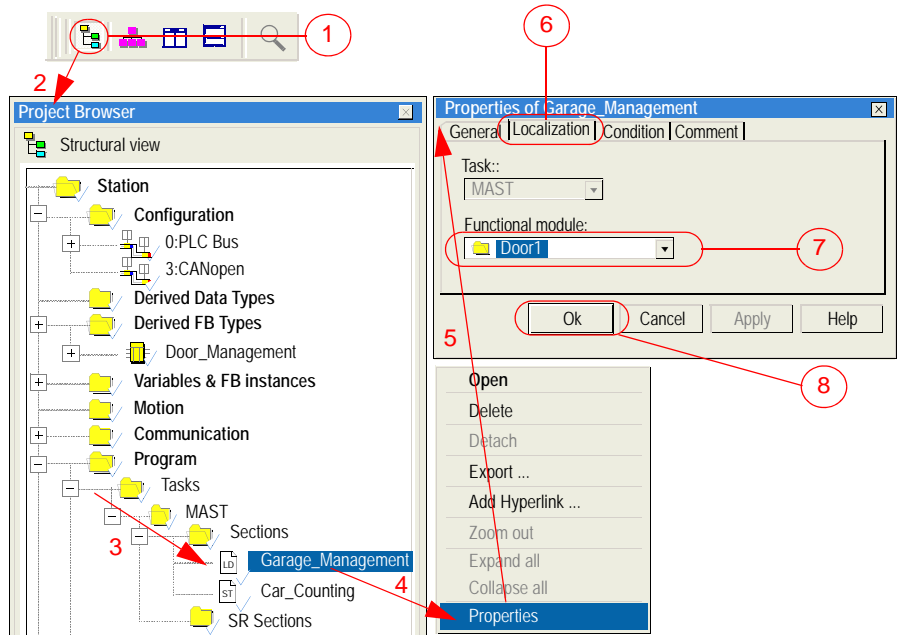 1
2
Project Browser
Structural view
Station
Configuration
0:PLC Bus
3:CANopen
Derived Data Types
Derived FB Types
Door_Management
Variables & FB instances
Motion
Communication
Program
Tasks
MAST
3
Sections
LD
Garage_Management
4
ST
Car_Counting
SR Sections
6
Properties of Garage_Management
General
Localization
Condition
Comment
Task::
MAST
Functional module:
Door1
7
5
Ok
Cancel
Apply
Help
8
Open
Delete
Detach
Export ...
Add Hyperlink ...
Zoom out
Expand all
Collapse all
Properties